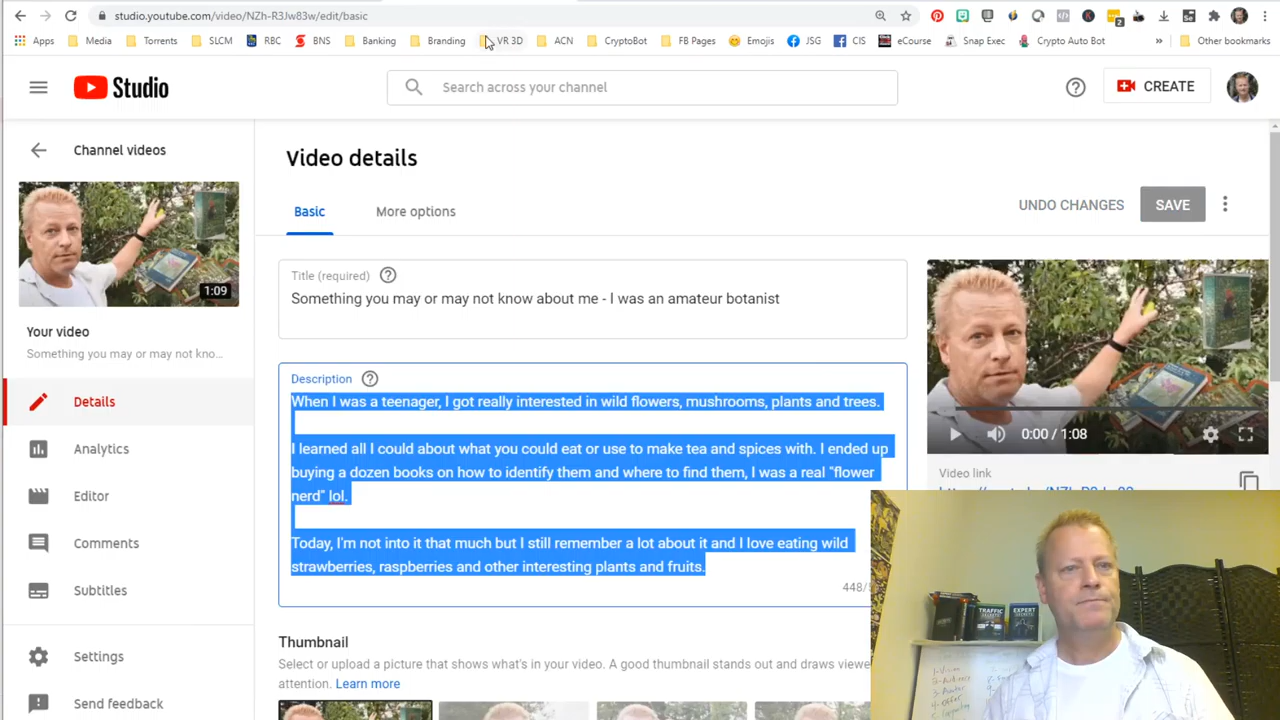 studio.youtube.com/video/NZh-R3Jw83w/edit/basic
Apps Media Torrents SLCM RBC BNS Banking Branding VR 3D ACN CryptoBot FB Pages Emojis JSG CIS eCourse Snap Exec Crypto Auto Bot » Other bookmarks
Studio
Search across your channel
CREATE
Channel videos
1:09
Your video
Something you may or may not kno...
Details
Analytics
Editor
Comments
Subtitles
Settings
Send feedback
Video details
Basic More options
UNDO CHANGES SAVE
Title (required)
Something you may or may not know about me - I was an amateur botanist
Description
When I was a teenager, I got really interested in wild flowers, mushrooms, plants and trees.
I learned all I could about what you could eat or use to make tea and spices with. I ended up
buying a dozen books on how to identify them and where to find them, I was a real "flower
nerd" lol.
Today, I'm not into it that much but I still remember a lot about it and I love eating wild
strawberries, raspberries and other interesting plants and fruits.
448/
Thumbnail
Select or upload a picture that shows what's in your video. A good thumbnail stands out and draws viewe
attention. Learn more
0:00 / 1:08
Video link
TRAFFIC
SECRETS
EXPERT
SECRETS